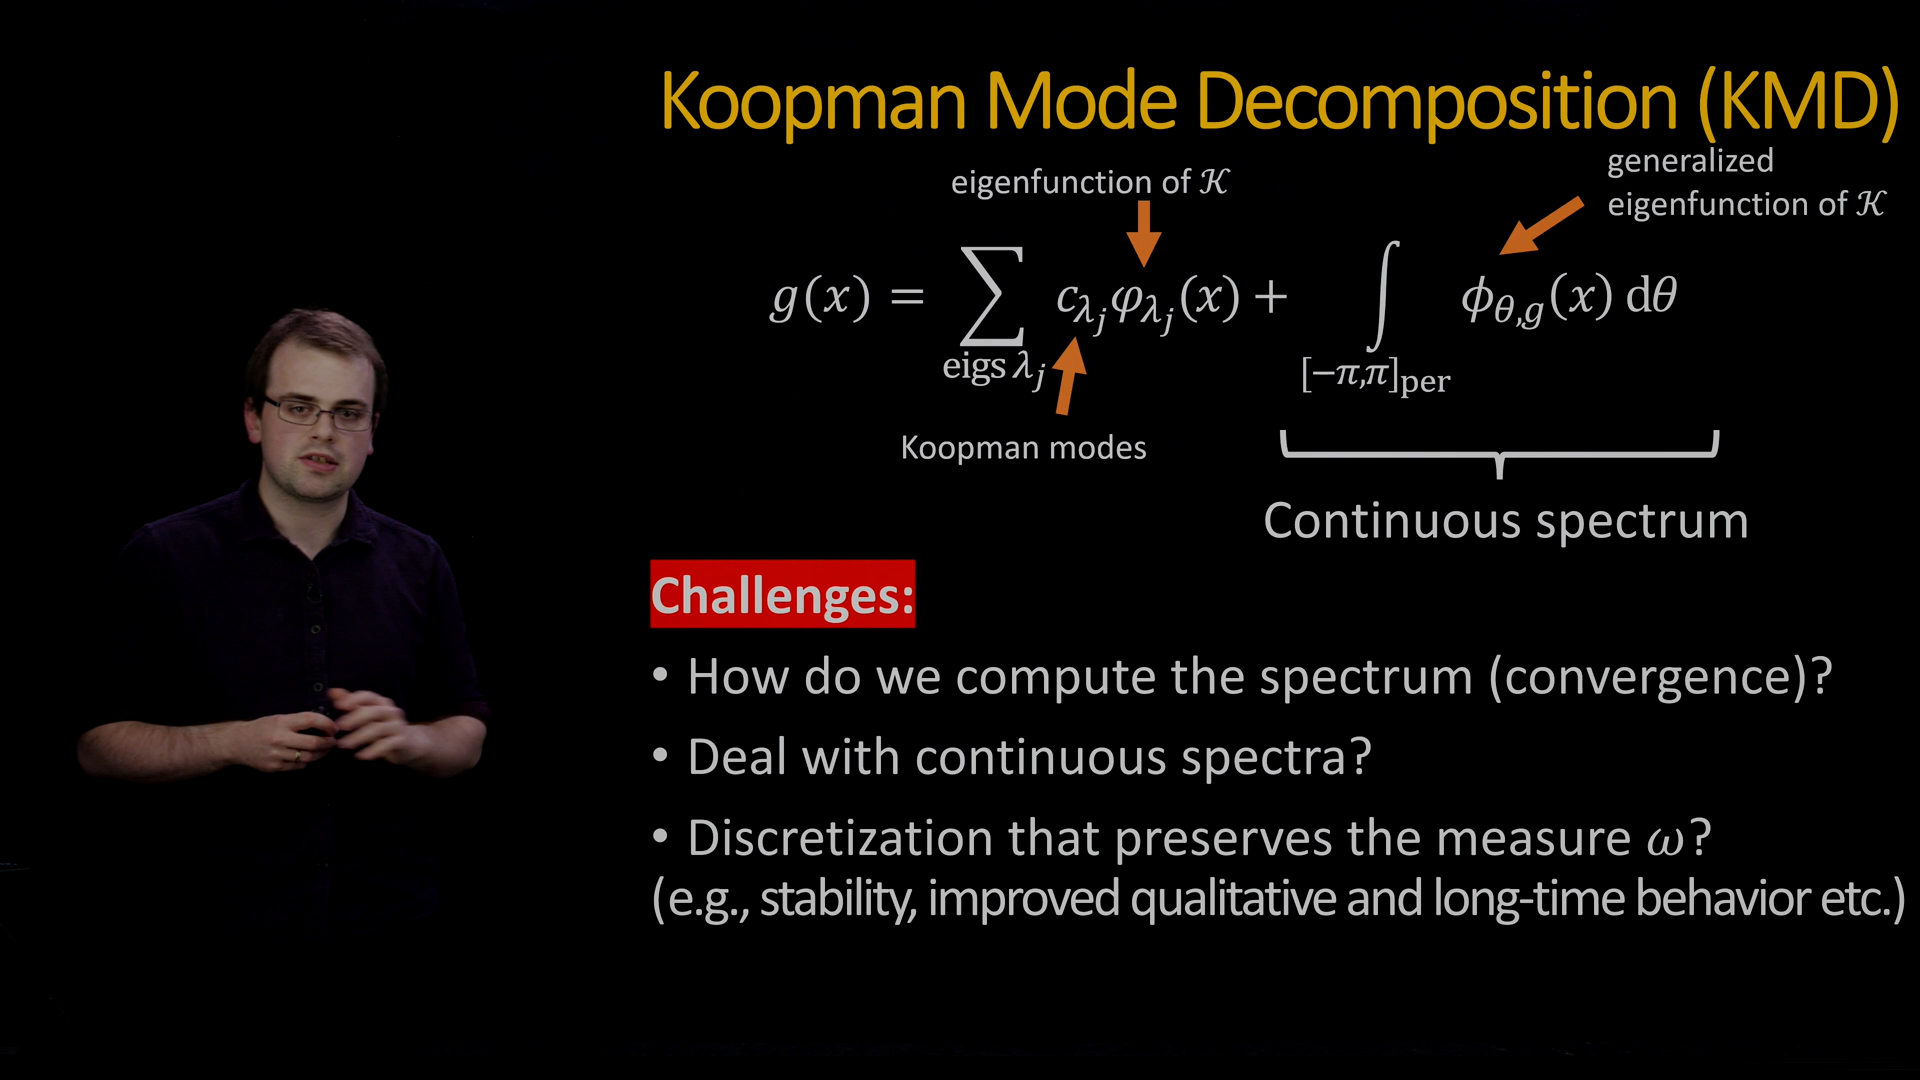 Koopman Mode Decomposition (KMD)
eigenfunction of 𝒦
generalized
eigenfunction of 𝒦
g(x) = ∑ c_{λ_j} φ_{λ_j}(x) + ∫ ϕ_{θ,g}(x) dθ
eigs λ_j
[−π,π]_per
Koopman modes
Continuous spectrum
Challenges:
• How do we compute the spectrum (convergence)?
• Deal with continuous spectra?
• Discretization that preserves the measure ω?
(e.g., stability, improved qualitative and long-time behavior etc.)